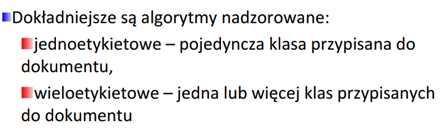 Dokładniejsze są algorytmy nadzorowane:
jednoetykietowe – pojedyncza klasa przypisana do
dokumentu,
wieloetykietowe – jedna lub więcej klas przypisanych
do dokumentu